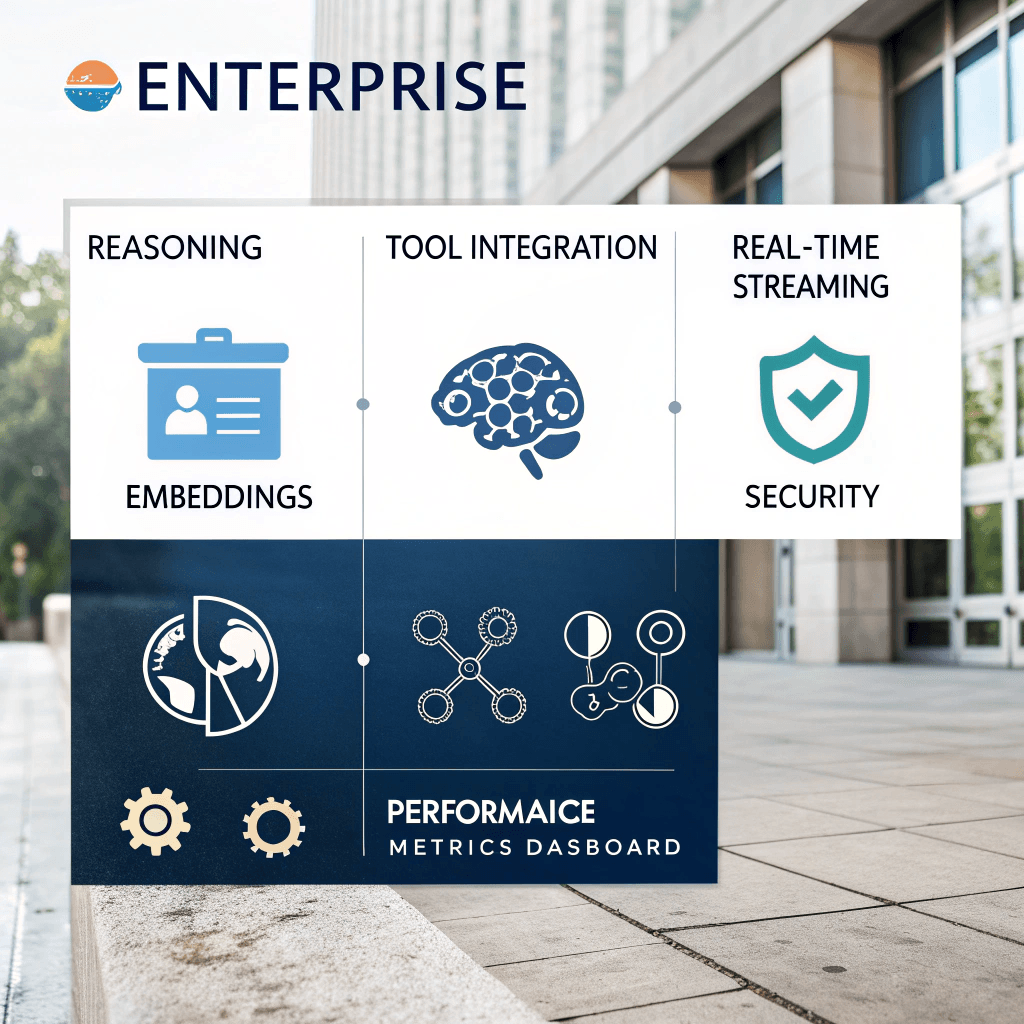 ENTERPRISE
REASONING
TOOL INTEGRATION
REAL-TIME
STREAMING
EMBEDDINGS
SECURITY
PERFORMAICE
METRICS DASBOARD